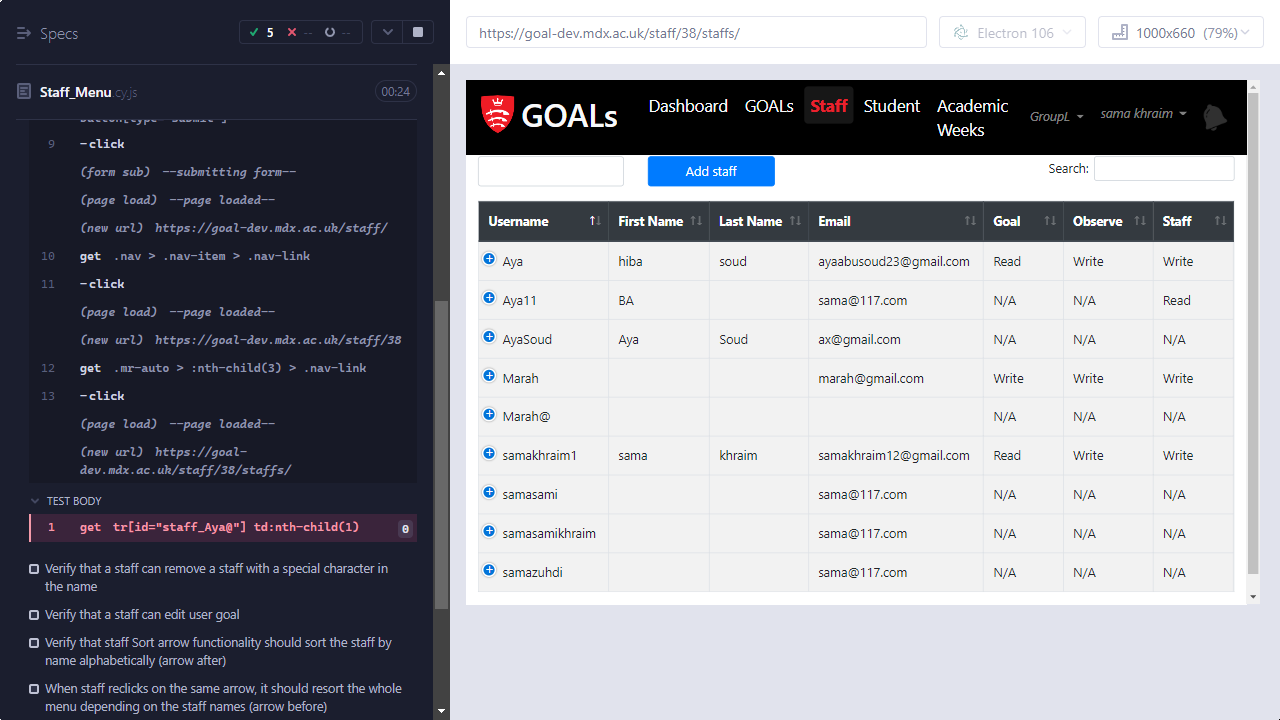 Specs
5 -- --
Staff_Menu.cy.js 00:24
button[type="submit"]
9 -click
(form sub) --submitting form--
(page load) --page loaded--
(new url) https://goal-dev.mdx.ac.uk/staff/
10 get .nav > .nav-item > .nav-link
11 -click
(page load) --page loaded--
(new url) https://goal-dev.mdx.ac.uk/staff/38
12 get .mr-auto > :nth-child(3) > .nav-link
13 -click
(page load) --page loaded--
(new url) https://goal-
dev.mdx.ac.uk/staff/38/staffs/
TEST BODY
1 get tr[id="staff_Aya@"] td:nth-child(1) 0
Verify that a staff can remove a staff with a special character in
the name
Verify that a staff can edit user goal
Verify that staff Sort arrow functionality should sort the staff by
name alphabetically (arrow after)
When staff reclicks on the same arrow, it should resort the whole
menu depending on the staff names (arrow before)
https://goal-dev.mdx.ac.uk/staff/38/staffs/ Electron 106 1000x660 (79%)
GOALs Dashboard GOALs Staff Student Academic
Weeks GroupL sama khraim
Add staff Search:
Username First Name Last Name Email Goal Observe Staff
Aya hiba soud ayaabusoud23@gmail.com Read Write Write
Aya11 BA sama@117.com N/A N/A Read
AyaSoud Aya Soud ax@gmail.com N/A N/A N/A
Marah marah@gmail.com Write Write Write
Marah@ N/A N/A N/A
samakhraim1 sama khraim samakhraim12@gmail.com Read Write Write
samasami sama@117.com N/A N/A N/A
samasamikhraim sama@117.com N/A N/A N/A
samazuhdi sama@117.com N/A N/A N/A